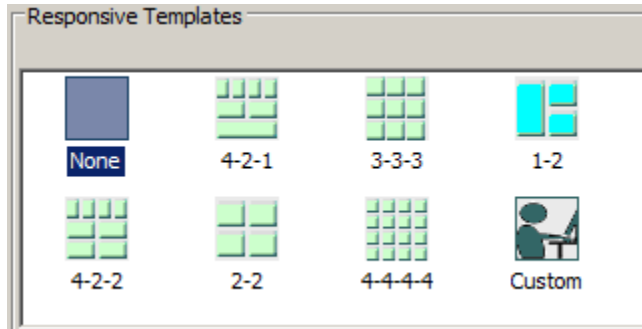 Responsive Templates
None
4-2-1
3-3-3
1-2
4-2-2
2-2
4-4-4-4
Custom